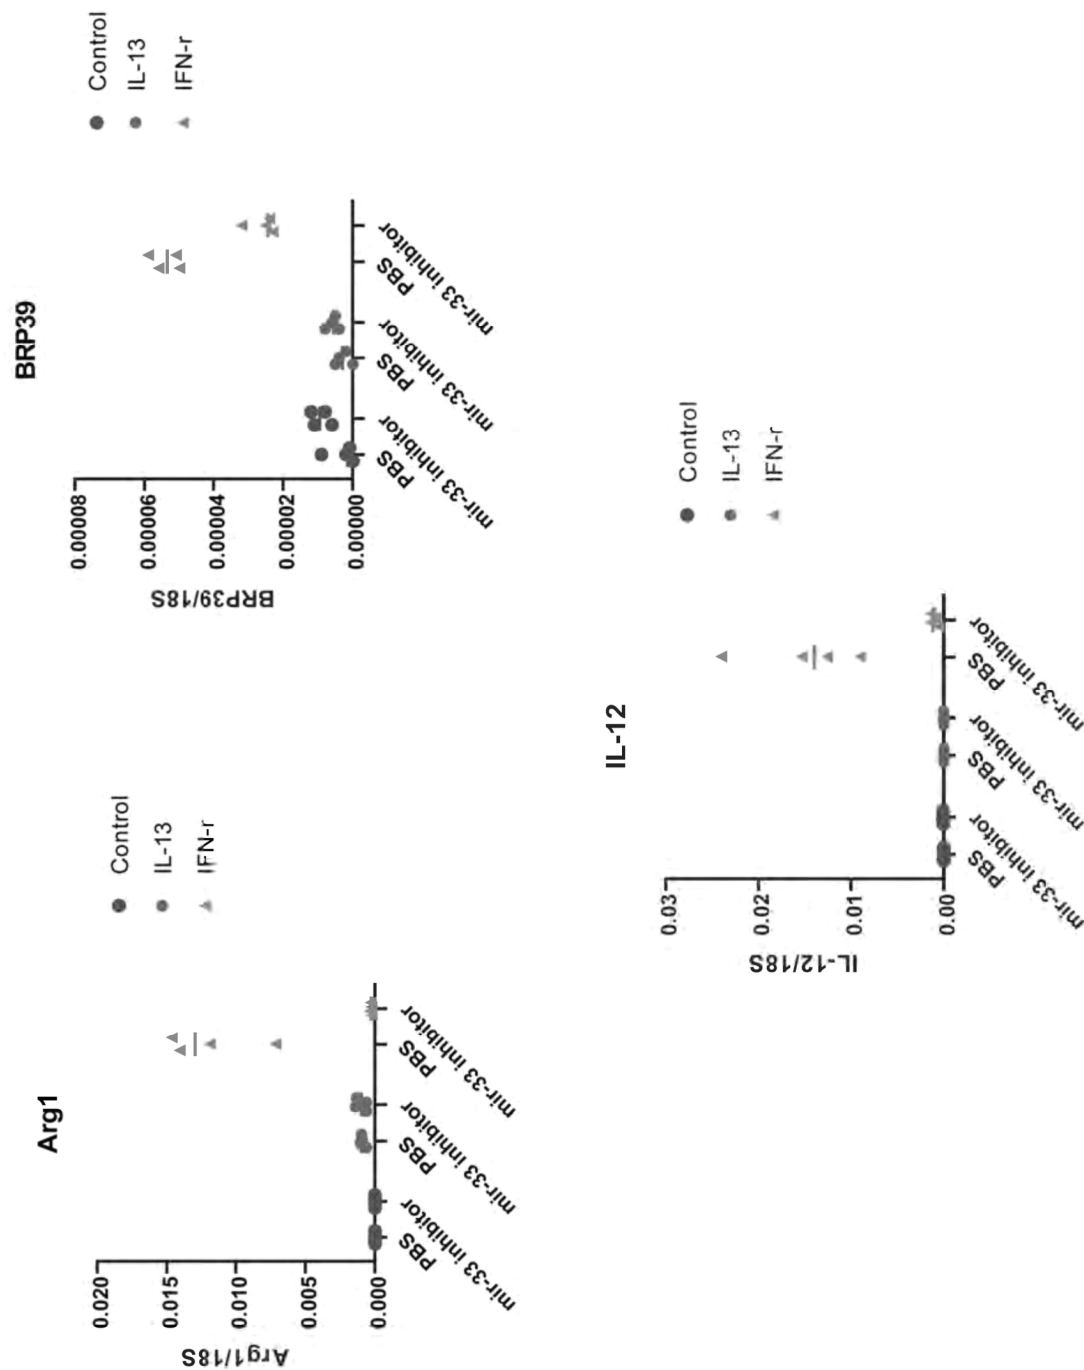 Arg1
Arg1/18S
0.020
0.015
0.010
0.005
0.000
PBS
mir-33 inhibitor
PBS
mir-33 inhibitor
PBS
mir-33 inhibitor
Control
IL-13
IFN-r
BRP39
BRP39/18S
0.00008
0.00006
0.00004
0.00002
0.00000
PBS
mir-33 inhibitor
PBS
mir-33 inhibitor
PBS
mir-33 inhibitor
Control
IL-13
IFN-r
IL-12
IL-12/18S
0.03
0.02
0.01
0.00
PBS
mir-33 inhibitor
PBS
mir-33 inhibitor
PBS
mir-33 inhibitor
Control
IL-13
IFN-r